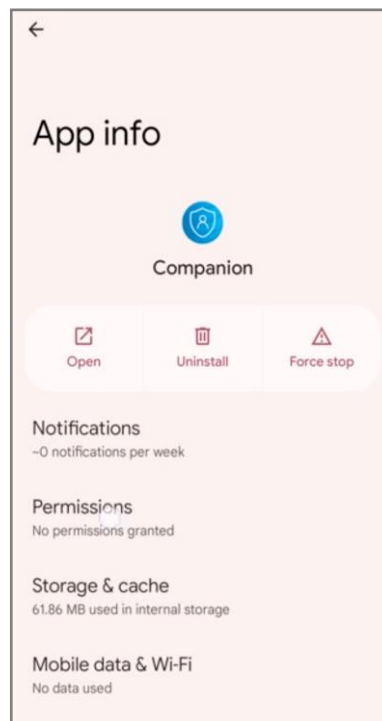 App info
Companion
Open Uninstall Force stop
Notifications
~0 notifications per week
Permissions
No permissions granted
Storage & cache
61.86 MB used in internal storage
Mobile data & Wi-Fi
No data used